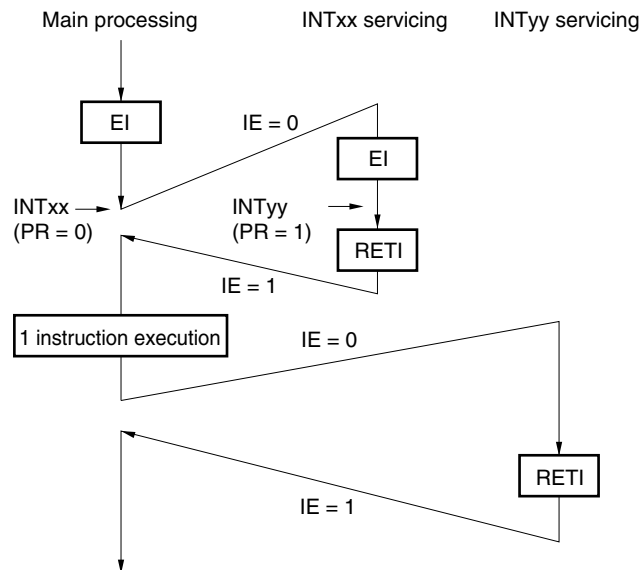 Main processing
INTxx servicing
INTyy servicing
EI
IE = 0
EI
INTxx
(PR = 0)
INTyy
(PR = 1)
RETI
IE = 1
1 instruction execution
IE = 0
RETI
IE = 1